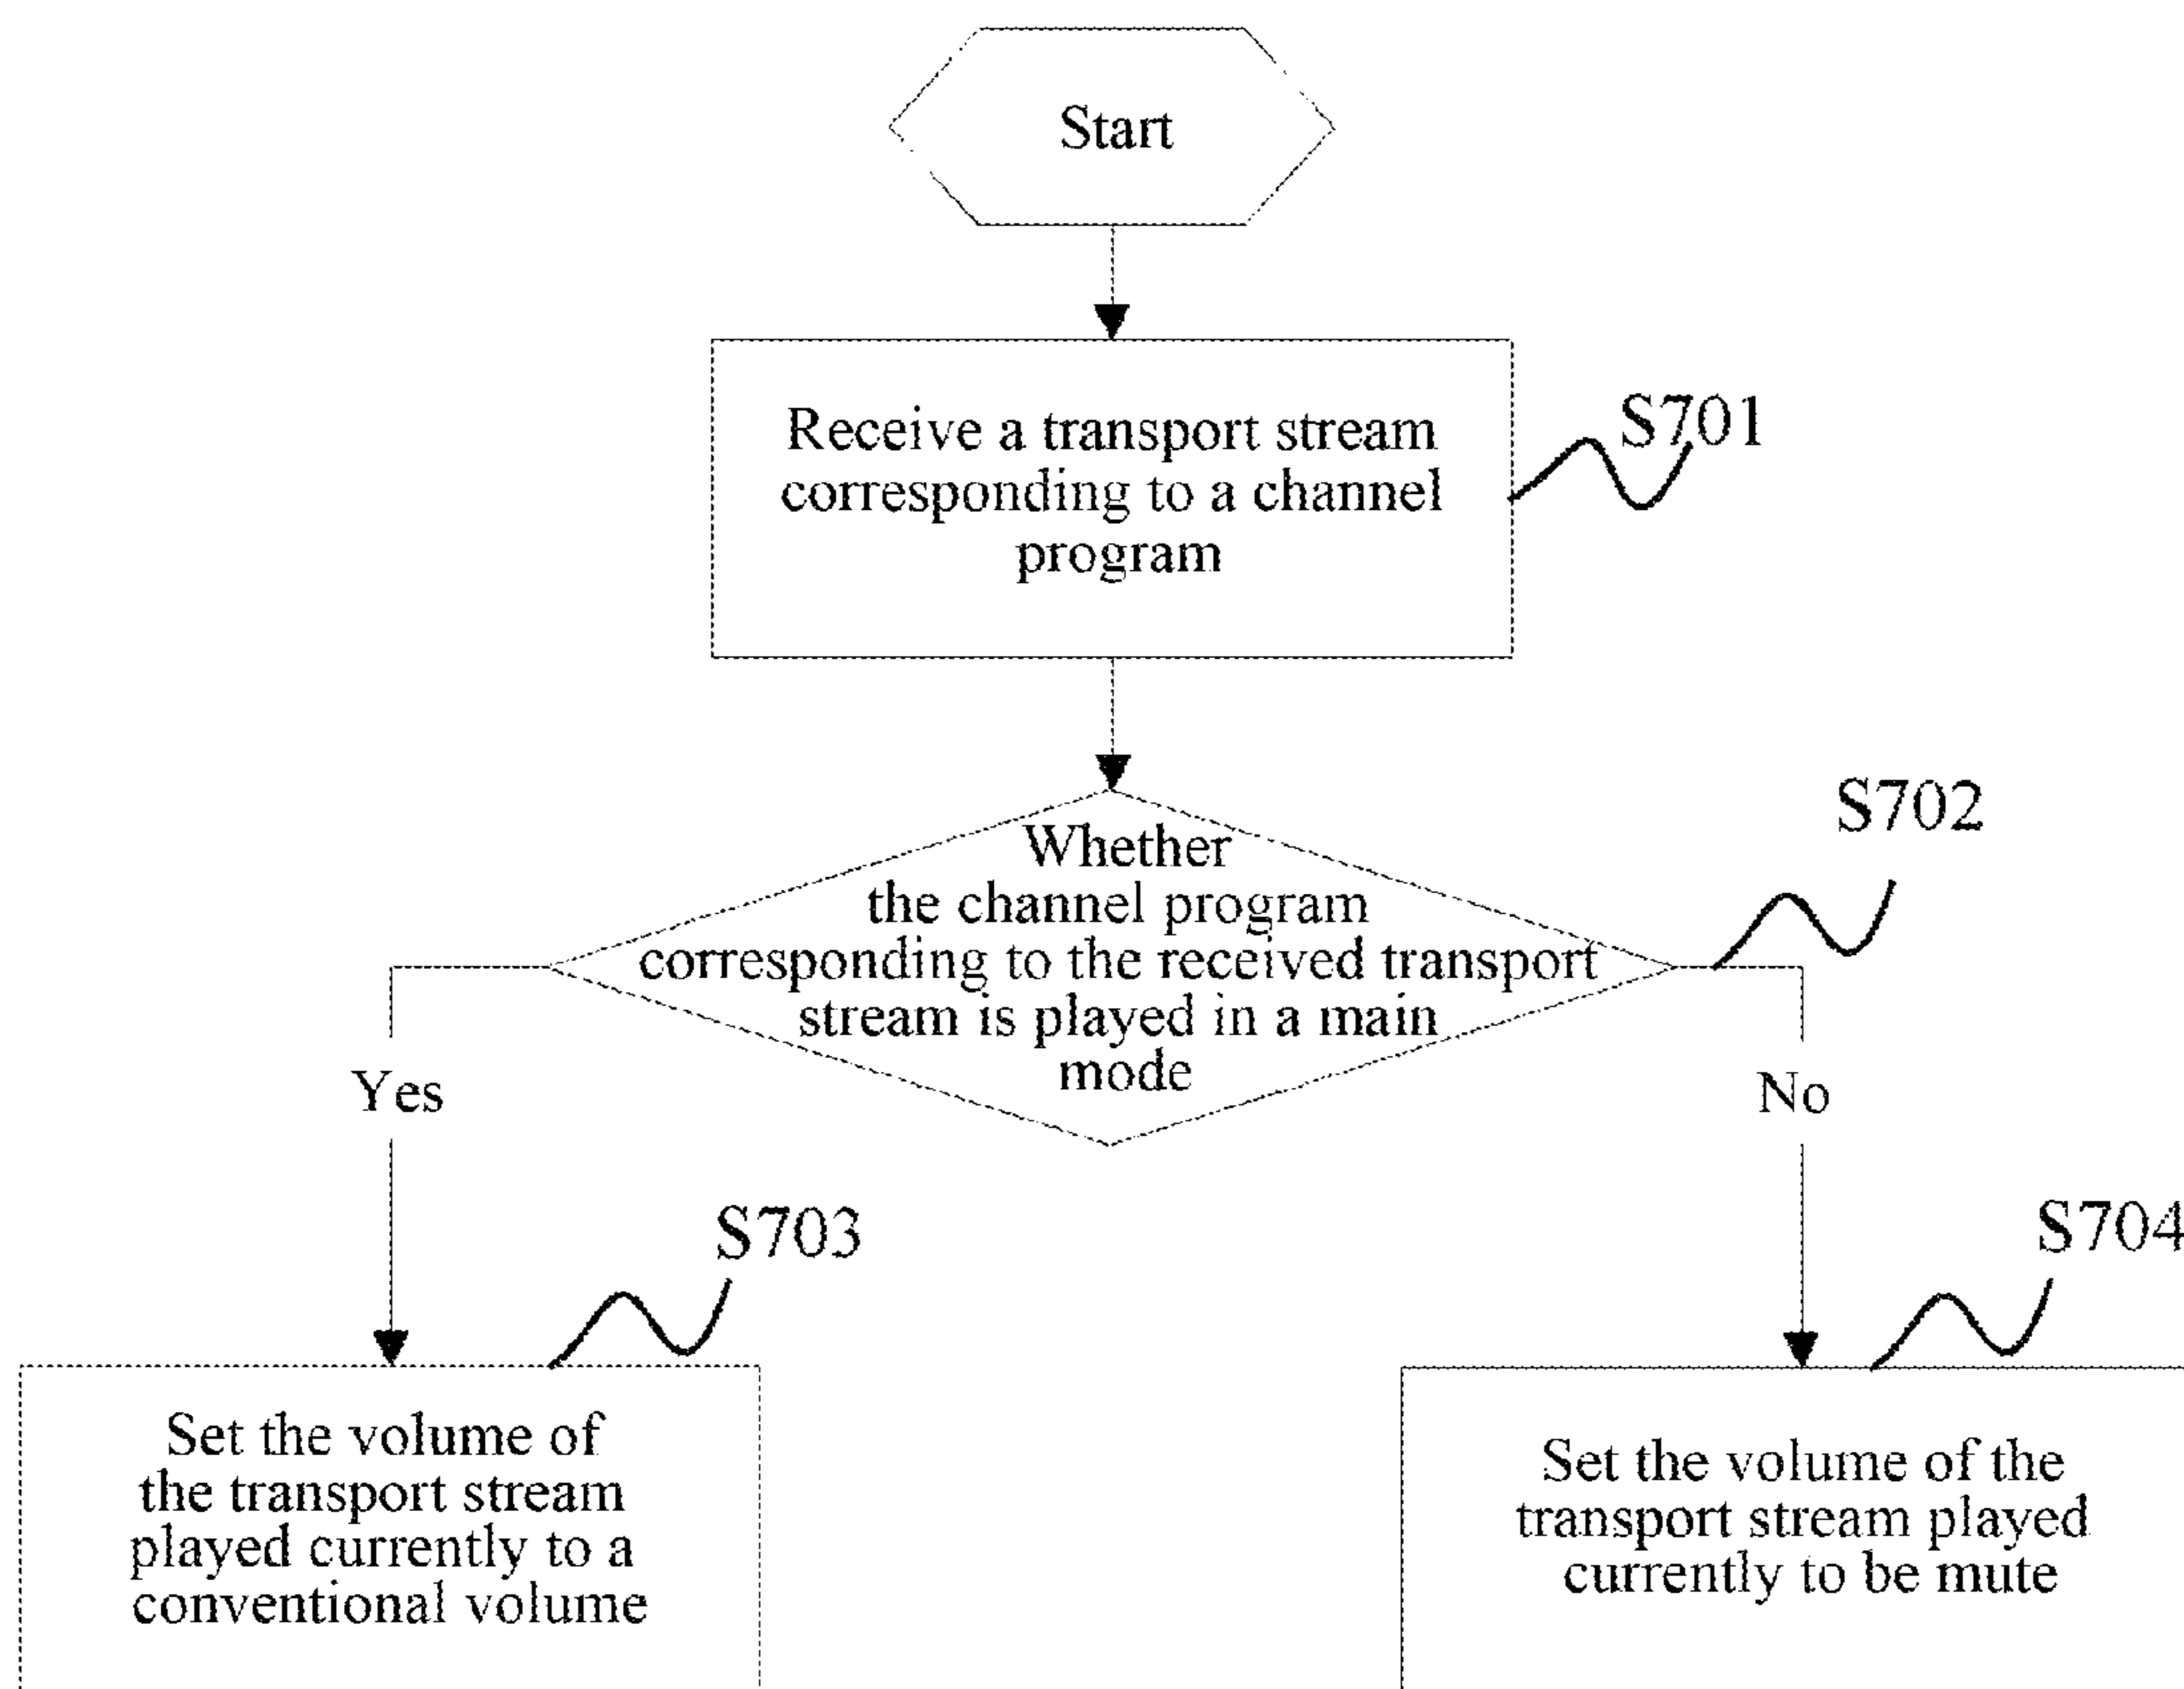 Start
Receive a transport stream
corresponding to a channel
program
S701
S702
Whether
the channel program
corresponding to the received transport
stream is played in a main
mode
Yes
No
S703
S704
Set the volume of
the transport stream
played currently to a
conventional volume
Set the volume of the
transport stream played
currently to be mute